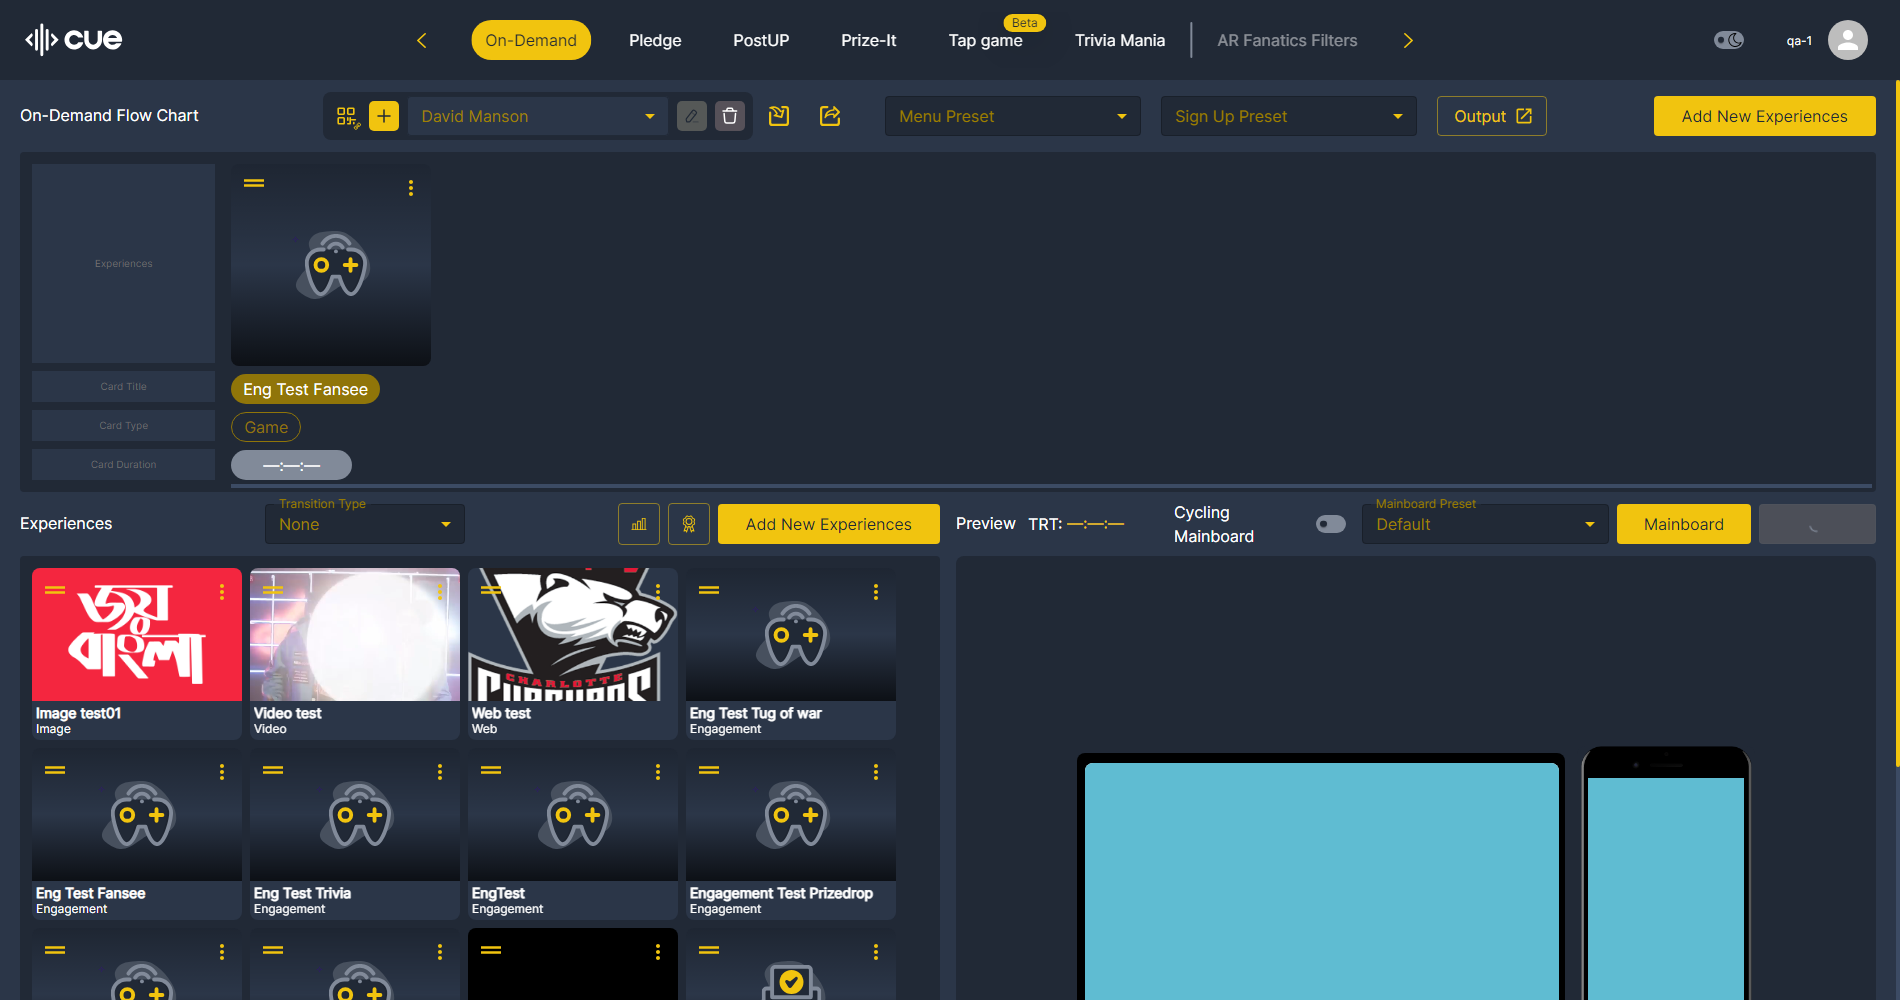 cue
On-Demand
Pledge
PostUP
Prize-It
Beta
Tap game
Trivia Mania
AR Fanatics Filters
qa-1
On-Demand Flow Chart
David Manson
Menu Preset
Sign Up Preset
Output
Add New Experiences
Experiences
Card Title
Card Type
Card Duration
Eng Test Fansee
Game
—:—:—
Experiences
Transition Type
None
Add New Experiences
Preview
TRT: —:—:—
Cycling
Mainboard
Mainboard Preset
Default
Mainboard
জয়
বাংলা
Image test01
Image
Video test
Video
CHARLOTTE
Web test
Web
Eng Test Tug of war
Engagement
Eng Test Fansee
Engagement
Eng Test Trivia
Engagement
EngTest
Engagement
Engagement Test Prizedrop
Engagement